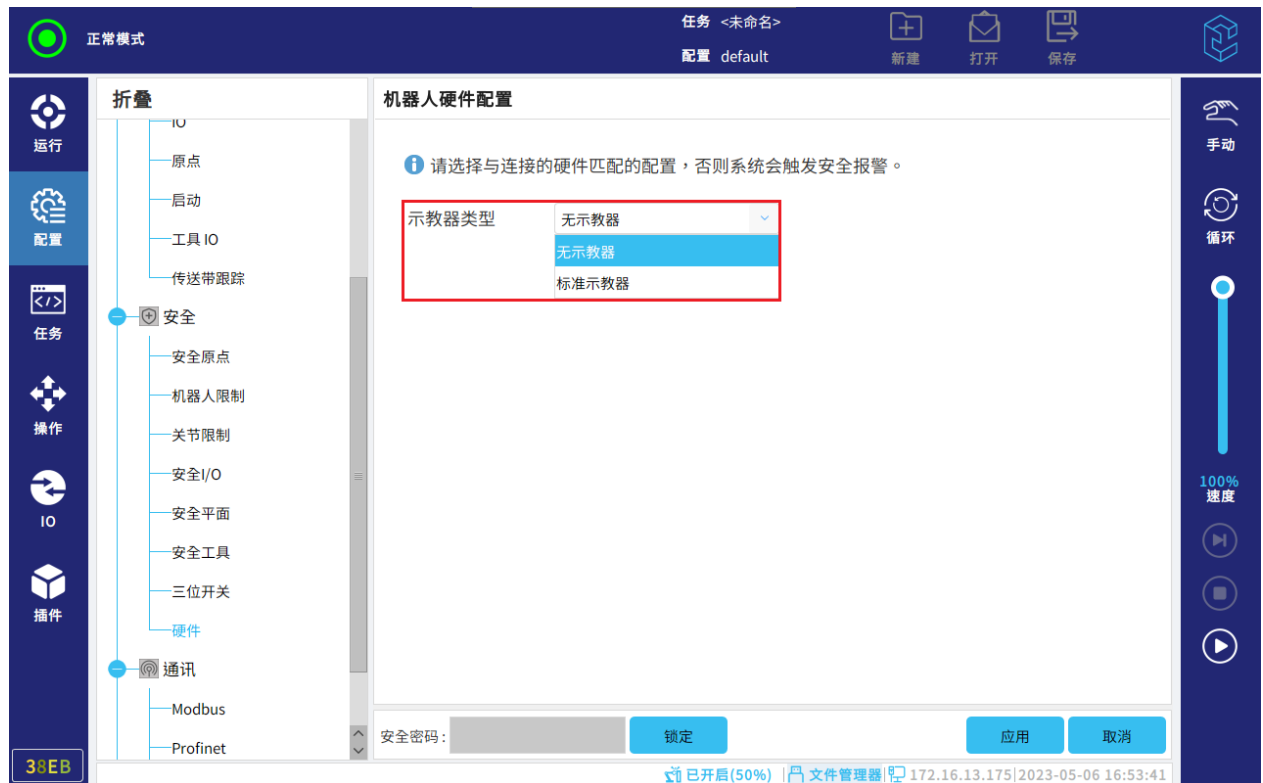 正常模式
任务 <未命名>
配置 default
新建
打开
保存
运行
配置
任务
操作
IO
插件
38EB
折叠
IO
原点
启动
工具 IO
传送带跟踪
安全
安全原点
机器人限制
关节限制
安全I/O
安全平面
安全工具
三位开关
硬件
通讯
Modbus
Profinet
机器人硬件配置
请选择与连接的硬件匹配的配置，否则系统会触发安全报警。
示教器类型 无示教器
无示教器
标准示教器
安全密码: 锁定 应用 取消
已开启(50%) | 文件管理器 | 172.16.13.175|2023-05-06 16:53:41
手动
循环
100%
速度